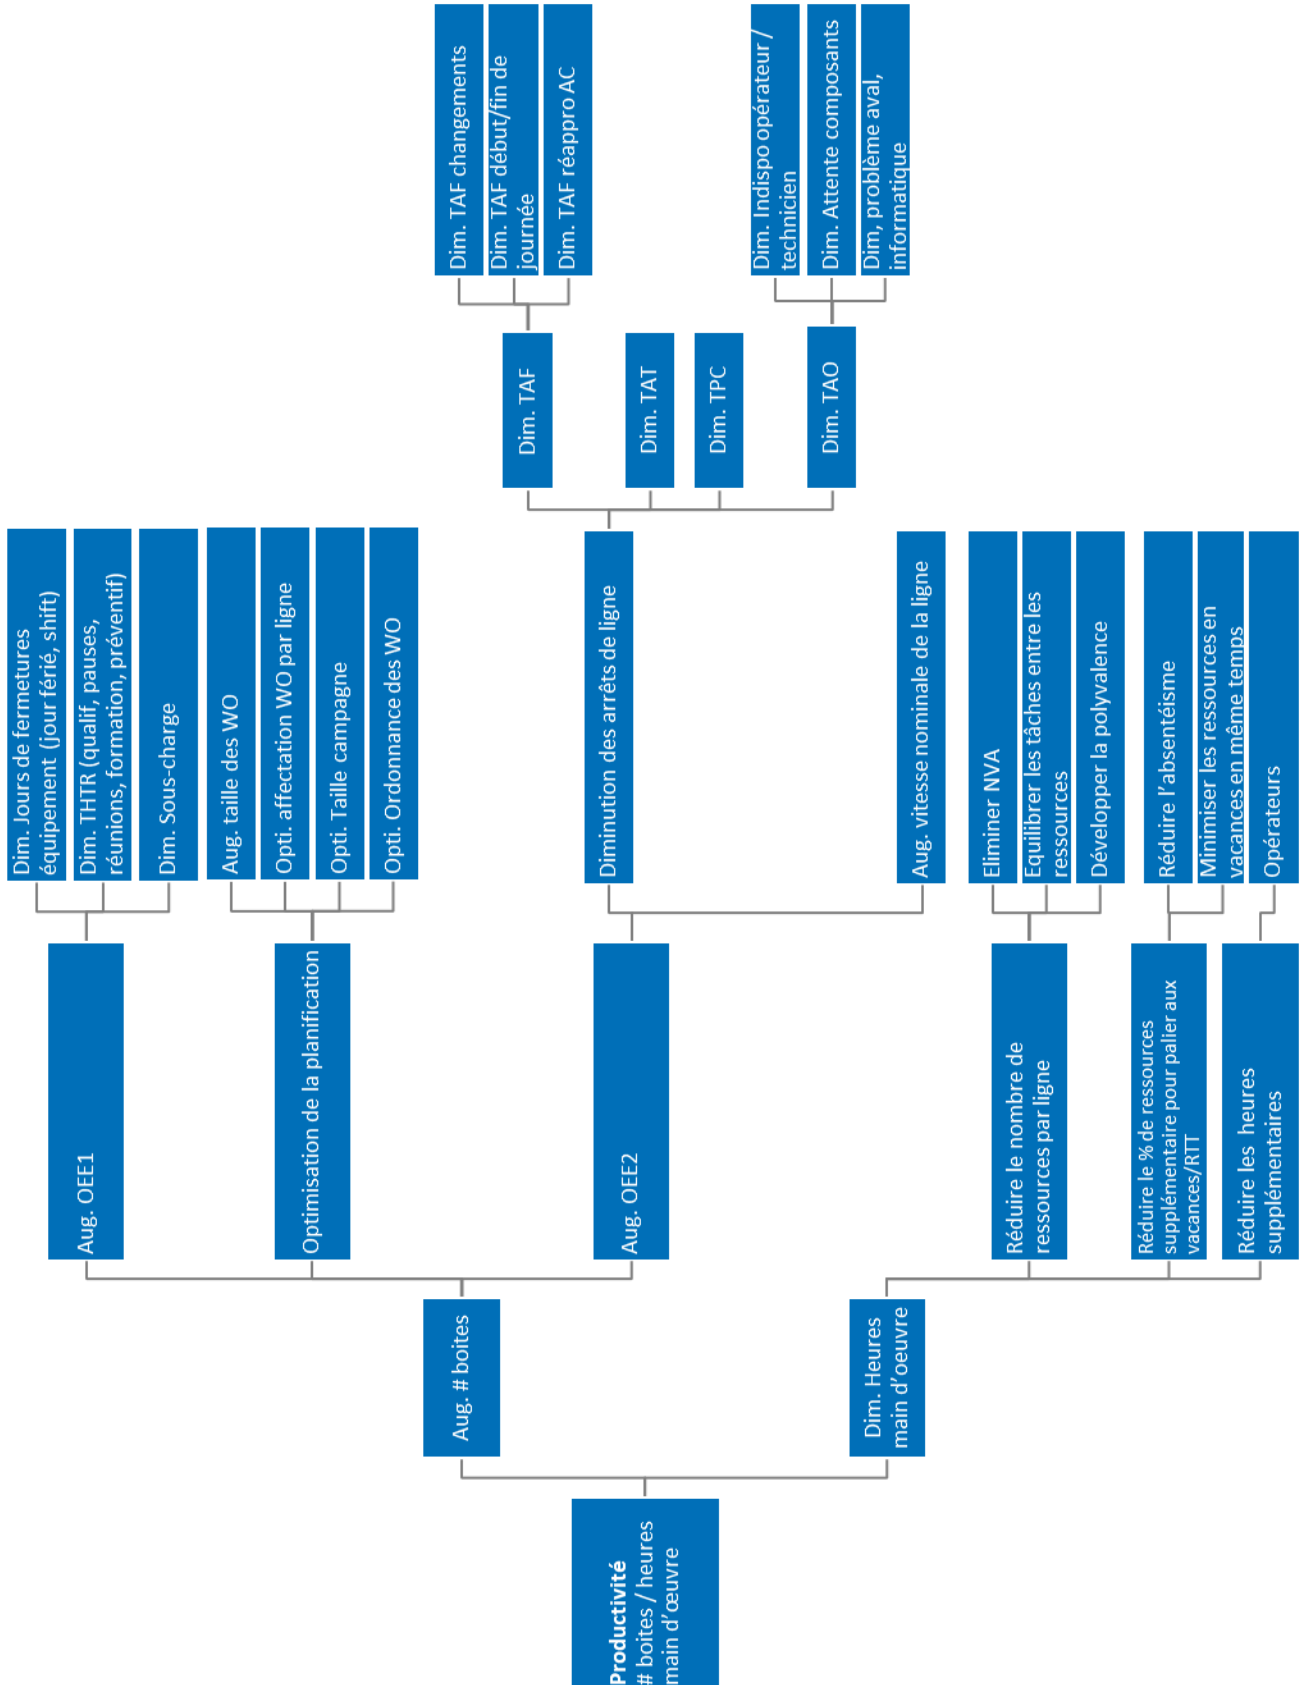 Productivité
# boites / heures
main d'œuvre
Aug. # boites
Dim. Heures
main d'oeuvre
Aug. OEE1
Optimisation de la planification
Aug. OEE2
Réduire le nombre de
ressources par ligne
Réduire le % de ressources
supplémentaire pour palier aux
vacances/RTT
Réduire les heures
supplémentaires
Dim. Jours de fermetures
équipement (jour férié, shift)
Dim. THTR (qualif, pauses,
réunions, formation, préventif)
Dim. Sous-charge
Aug. taille des WO
Opti. affectation WO par ligne
Opti. Taille campagne
Opti. Ordonnance des WO
Diminution des arrêts de ligne
Aug. vitesse nominale de la ligne
Eliminer NVA
Equilibrer les tâches entre les
ressources
Développer la polyvalence
Réduire l'absentéisme
Minimiser les ressources en
vacances en même temps
Opérateurs
Dim. TAF
Dim. TAT
Dim. TPC
Dim. TAO
Dim. TAF changements
Dim. TAF début/fin de
journée
Dim. TAF réappro AC
Dim. Indispo opérateur /
technicien
Dim. Attente composants
Dim, problème aval,
informatique